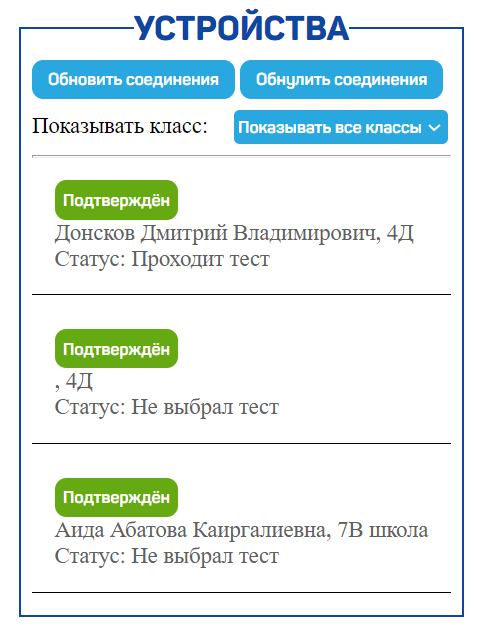 УСТРОЙСТВА
Обновить соединения Обнулить соединения
Показывать класс: Показывать все классы
Подтверждён
Донсков Дмитрий Владимирович, 4Д
Статус: Проходит тест
Подтверждён
, 4Д
Статус: Не выбрал тест
Подтверждён
Аида Абатова Каиргалиевна, 7В школа
Статус: Не выбрал тест